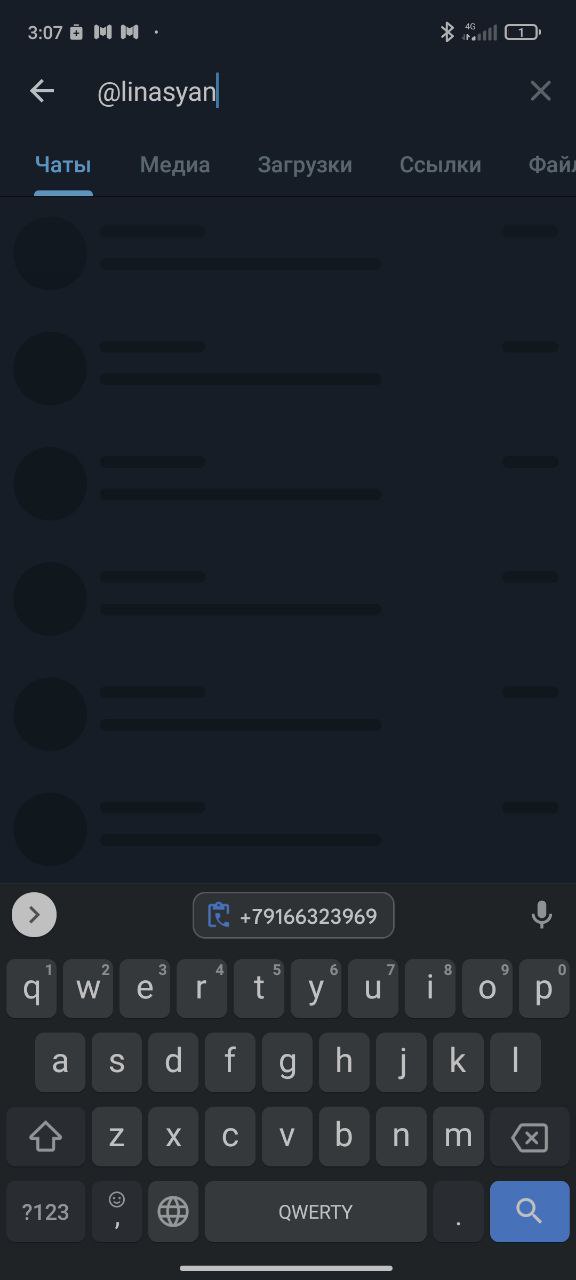 3:07 4G 1
@linasyan
Чаты Медиа Загрузки Ссылки Файл
+79166323969
q1 w2 e3 r4 t5 y6 u7 i8 o9 p0
a s d f g h j k l
z x c v b n m
?123 , QWERTY .